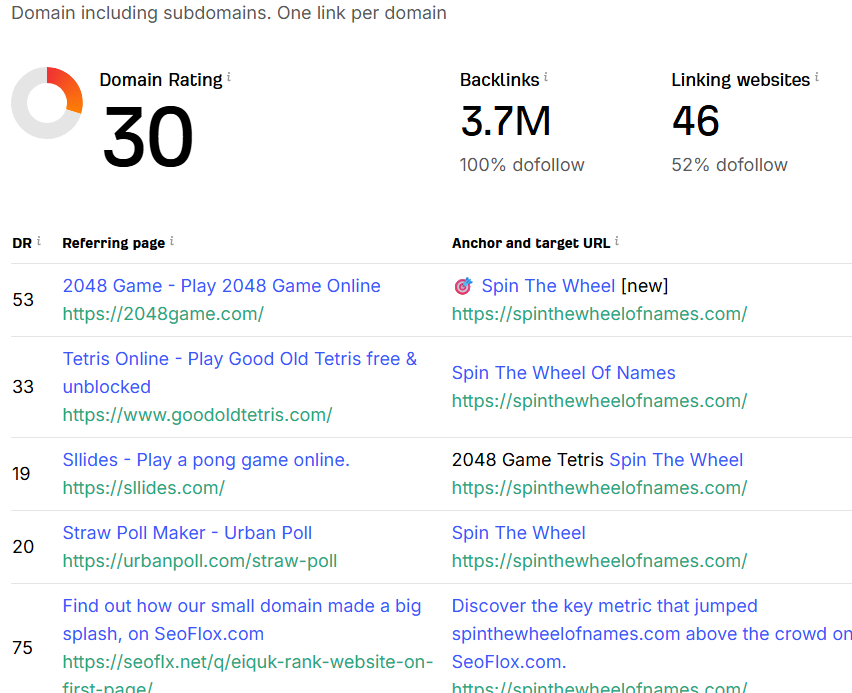 Domain including subdomains. One link per domain
Domain Rating i
30
Backlinks i
3.7M
100% dofollow
Linking websites i
46
52% dofollow
DR i Referring page i Anchor and target URL i
53
2048 Game - Play 2048 Game Online
https://2048game.com/
🎯 Spin The Wheel [new]
https://spinthewheelofnames.com/
33
Tetris Online - Play Good Old Tetris free &
unblocked
https://www.goodoldtetris.com/
Spin The Wheel Of Names
https://spinthewheelofnames.com/
19
Sllides - Play a pong game online.
https://sllides.com/
2048 Game Tetris Spin The Wheel
https://spinthewheelofnames.com/
20
Straw Poll Maker - Urban Poll
https://urbanpoll.com/straw-poll
Spin The Wheel
https://spinthewheelofnames.com/
75
Find out how our small domain made a big
splash, on SeoFlox.com
https://seoflx.net/q/eiquk-rank-website-on-
first-page/
Discover the key metric that jumped
spinthewheelofnames.com above the crowd on
SeoFlox.com.
https://spinthewheelofnames.com/